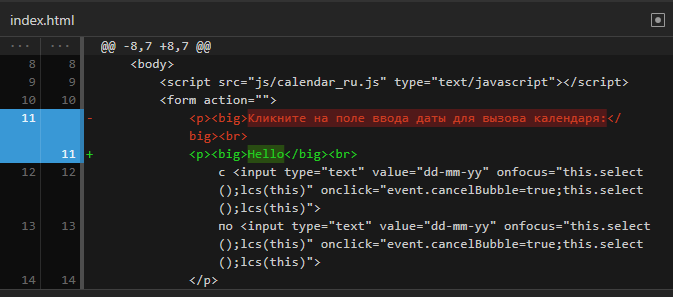 index.html
··· ··· @@ -8,7 +8,7 @@
8 8 <body>
9 9 <script src="js/calendar_ru.js" type="text/javascript"></script>
10 10 <form action="">
11 - <p><big>Кликните на поле ввода даты для вызова календаря:</
big><br>
11 + <p><big>Hello</big><br>
12 12 с <input type="text" value="dd-mm-yy" onfocus="this.select
();lcs(this)" onclick="event.cancelBubble=true;this.select
();lcs(this)">
13 13 по <input type="text" value="dd-mm-yy" onfocus="this.select
();lcs(this)" onclick="event.cancelBubble=true;this.select
();lcs(this)">
14 14 </p>